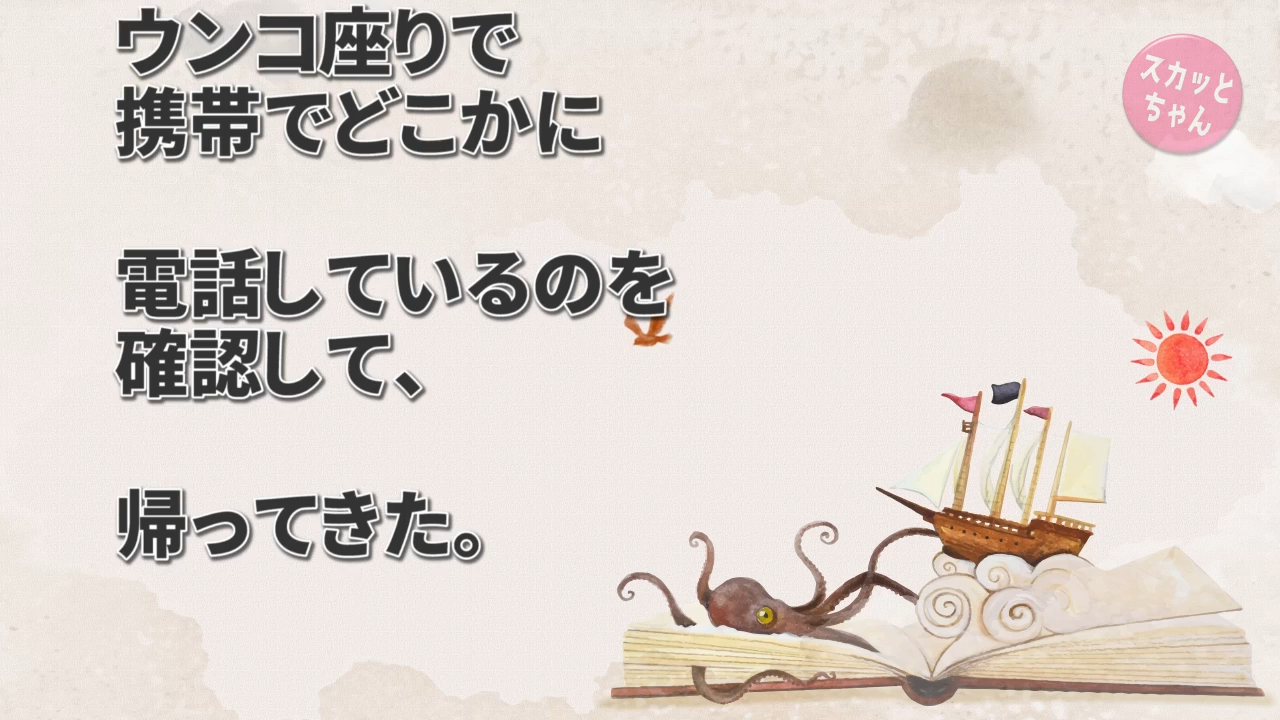 ウンコ座りで
携帯でどこかに
電話しているのを
確認して、
帰ってきた。
スカッと
ちゃん